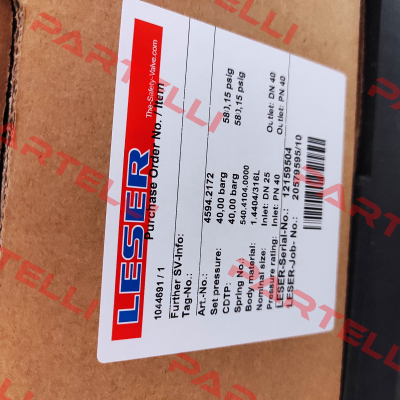 LESER
The-Safety-Valve.com
Purchase Order No. / Item
1044691 / 1
Further SV-Info:
Tag-No.:
Art.-No.: 4594.2172
Set pressure: 40,00 barg 580,15 psig
CDTP: 40,00 barg 580,15 psig
Spring No.: 540.4104.0000
Body material: 1.4404/316L
Nominal size: Inlet: DN 25 Outlet: DN 40
Pressure rating: Inlet: PN 40 Outlet: PN 40
LESER-Serial-No.: 12159504
LESER-Job- No.: 20579595/10
PARTELLI
PARTELLI
PARTELLI